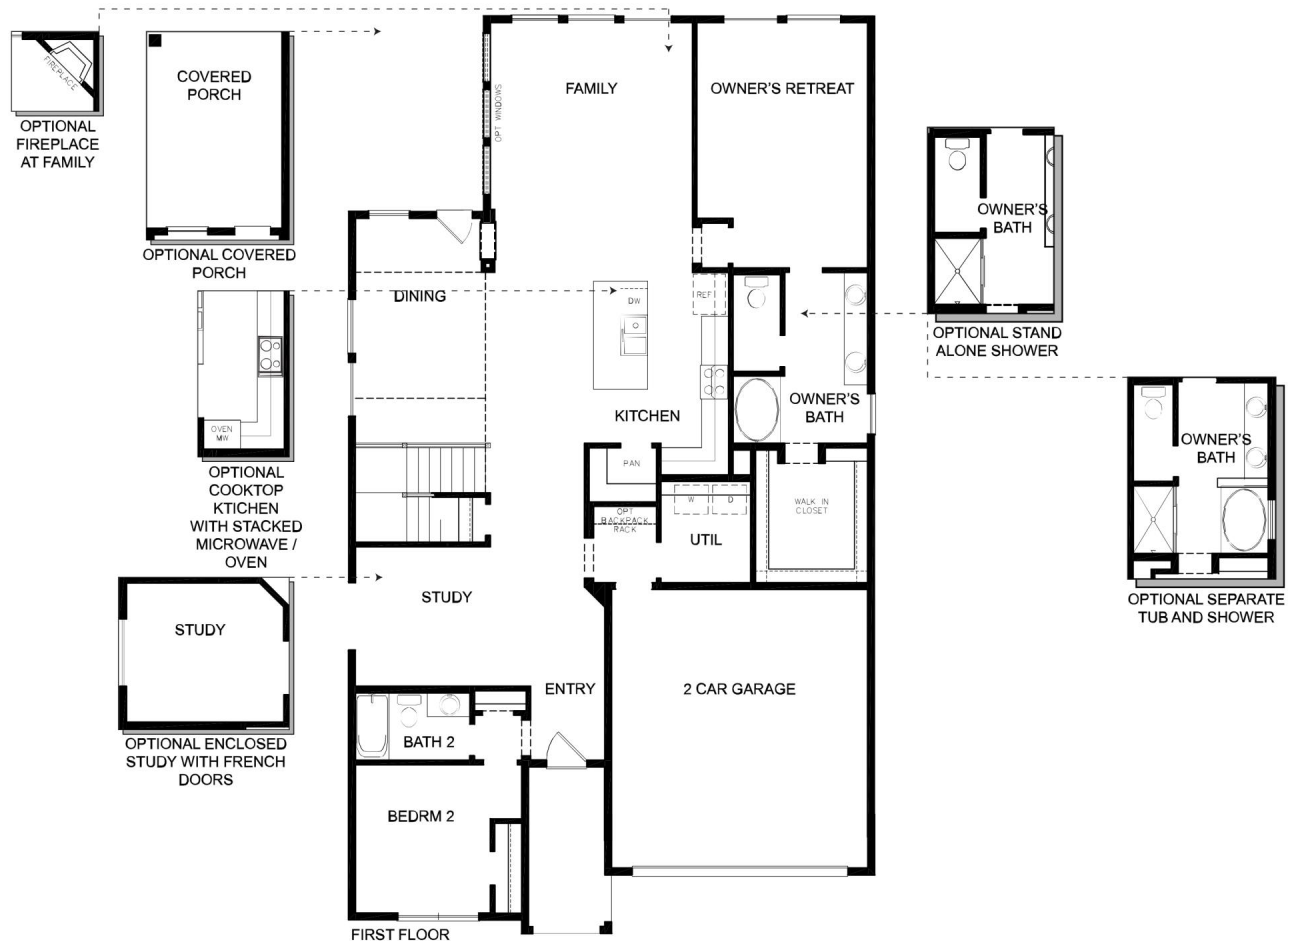 FIREPLACE
OPTIONAL
FIREPLACE
AT FAMILY
COVERED
PORCH
OPTIONAL COVERED
PORCH
OVEN
MW
OPTIONAL
COOKTOP
KTICHEN
WITH STACKED
MICROWAVE /
OVEN
STUDY
OPTIONAL ENCLOSED
STUDY WITH FRENCH
DOORS
FAMILY
OPT WINDOWS
OWNER'S RETREAT
DINING
DW
REF
KITCHEN
OWNER'S
BATH
PAN
W
D
WALK IN
CLOSET
OPT
BACKPACK
RACK
UTIL
STUDY
ENTRY
2 CAR GARAGE
BATH 2
BEDRM 2
FIRST FLOOR
OWNER'S
BATH
OPTIONAL STAND
ALONE SHOWER
OWNER'S
BATH
OPTIONAL SEPARATE
TUB AND SHOWER